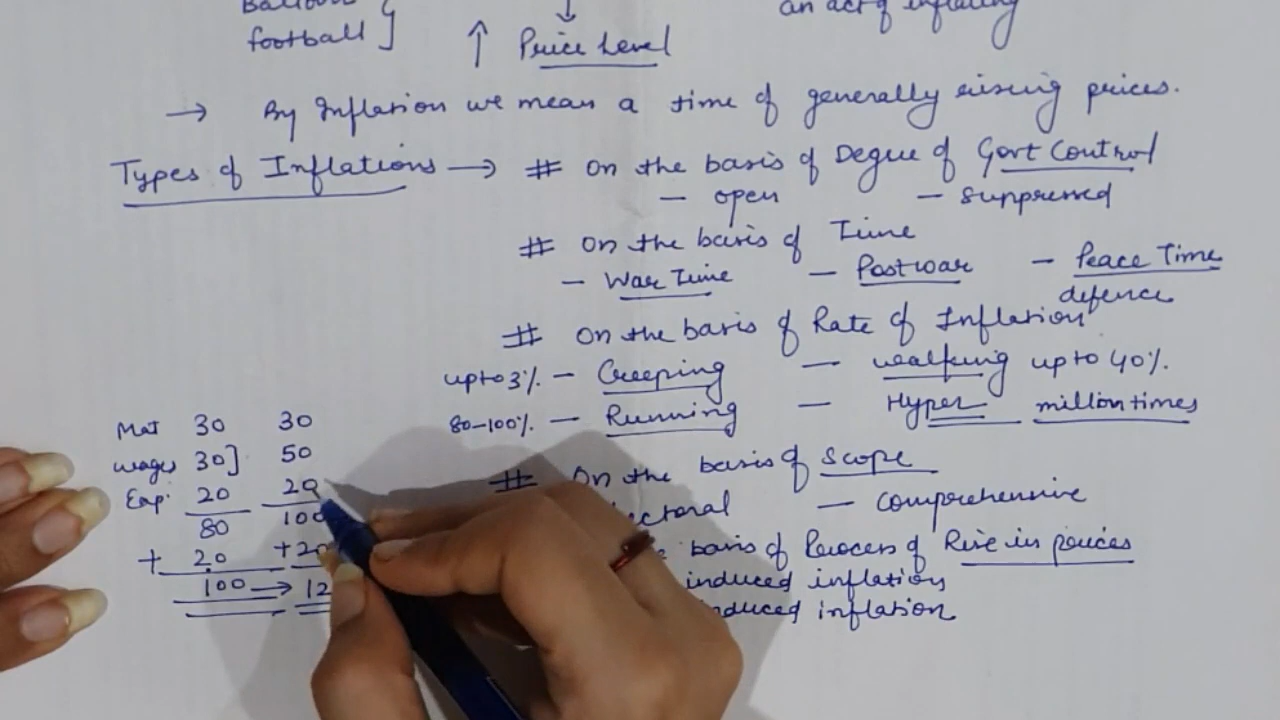 football]
↑ Price Level
an act of inflating
→ By Inflation we mean a time of generally rising prices.
Types of Inflations → # On the basis of Degree of Govt Control
– open – suppressed
# On the basis of Time
– War Time – Postwar – Peace Time
defence
# On the basis of Rate of Inflation
upto 3% – Creeping – walking up to 40%.
80–100% – Running – Hyper million times
# On the basis of Scope
– comprehensive
basis of Process of Rise in prices
induced inflation
induced inflation
Mat 30 30
wages 30] 50
Exp. 20 20
80 100
+ 20 +20
100 → 12